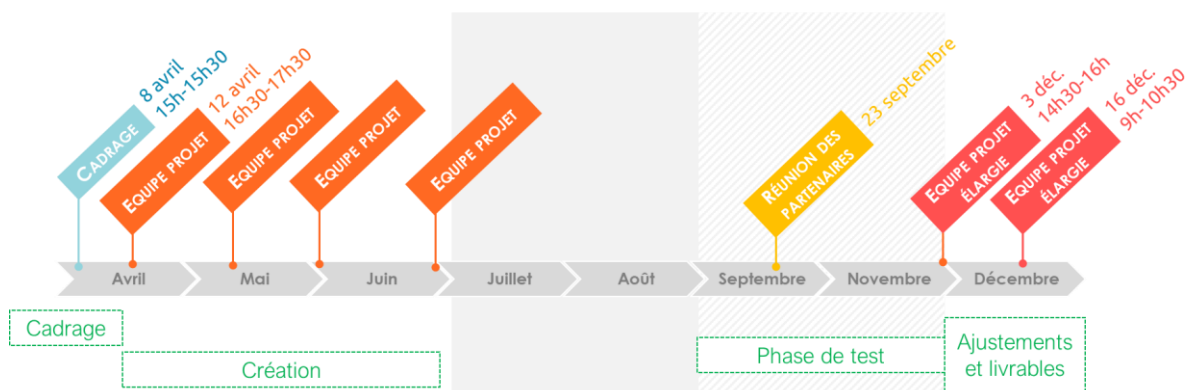 CADRAGE
8 avril
15h-15h30
EQUIPE PROJET
12 avril
16h30-17h30
EQUIPE PROJET
EQUIPE PROJET
EQUIPE PROJET
RÉUNION DES
PARTENAIRES
23 septembre
EQUIPE PROJET
ÉLARGIE
3 déc.
14h30-16h
EQUIPE PROJET
ÉLARGIE
16 déc.
9h-10h30
Avril
Mai
Juin
Juillet
Août
Septembre
Novembre
Décembre
Cadrage
Création
Phase de test
Ajustements
et livrables